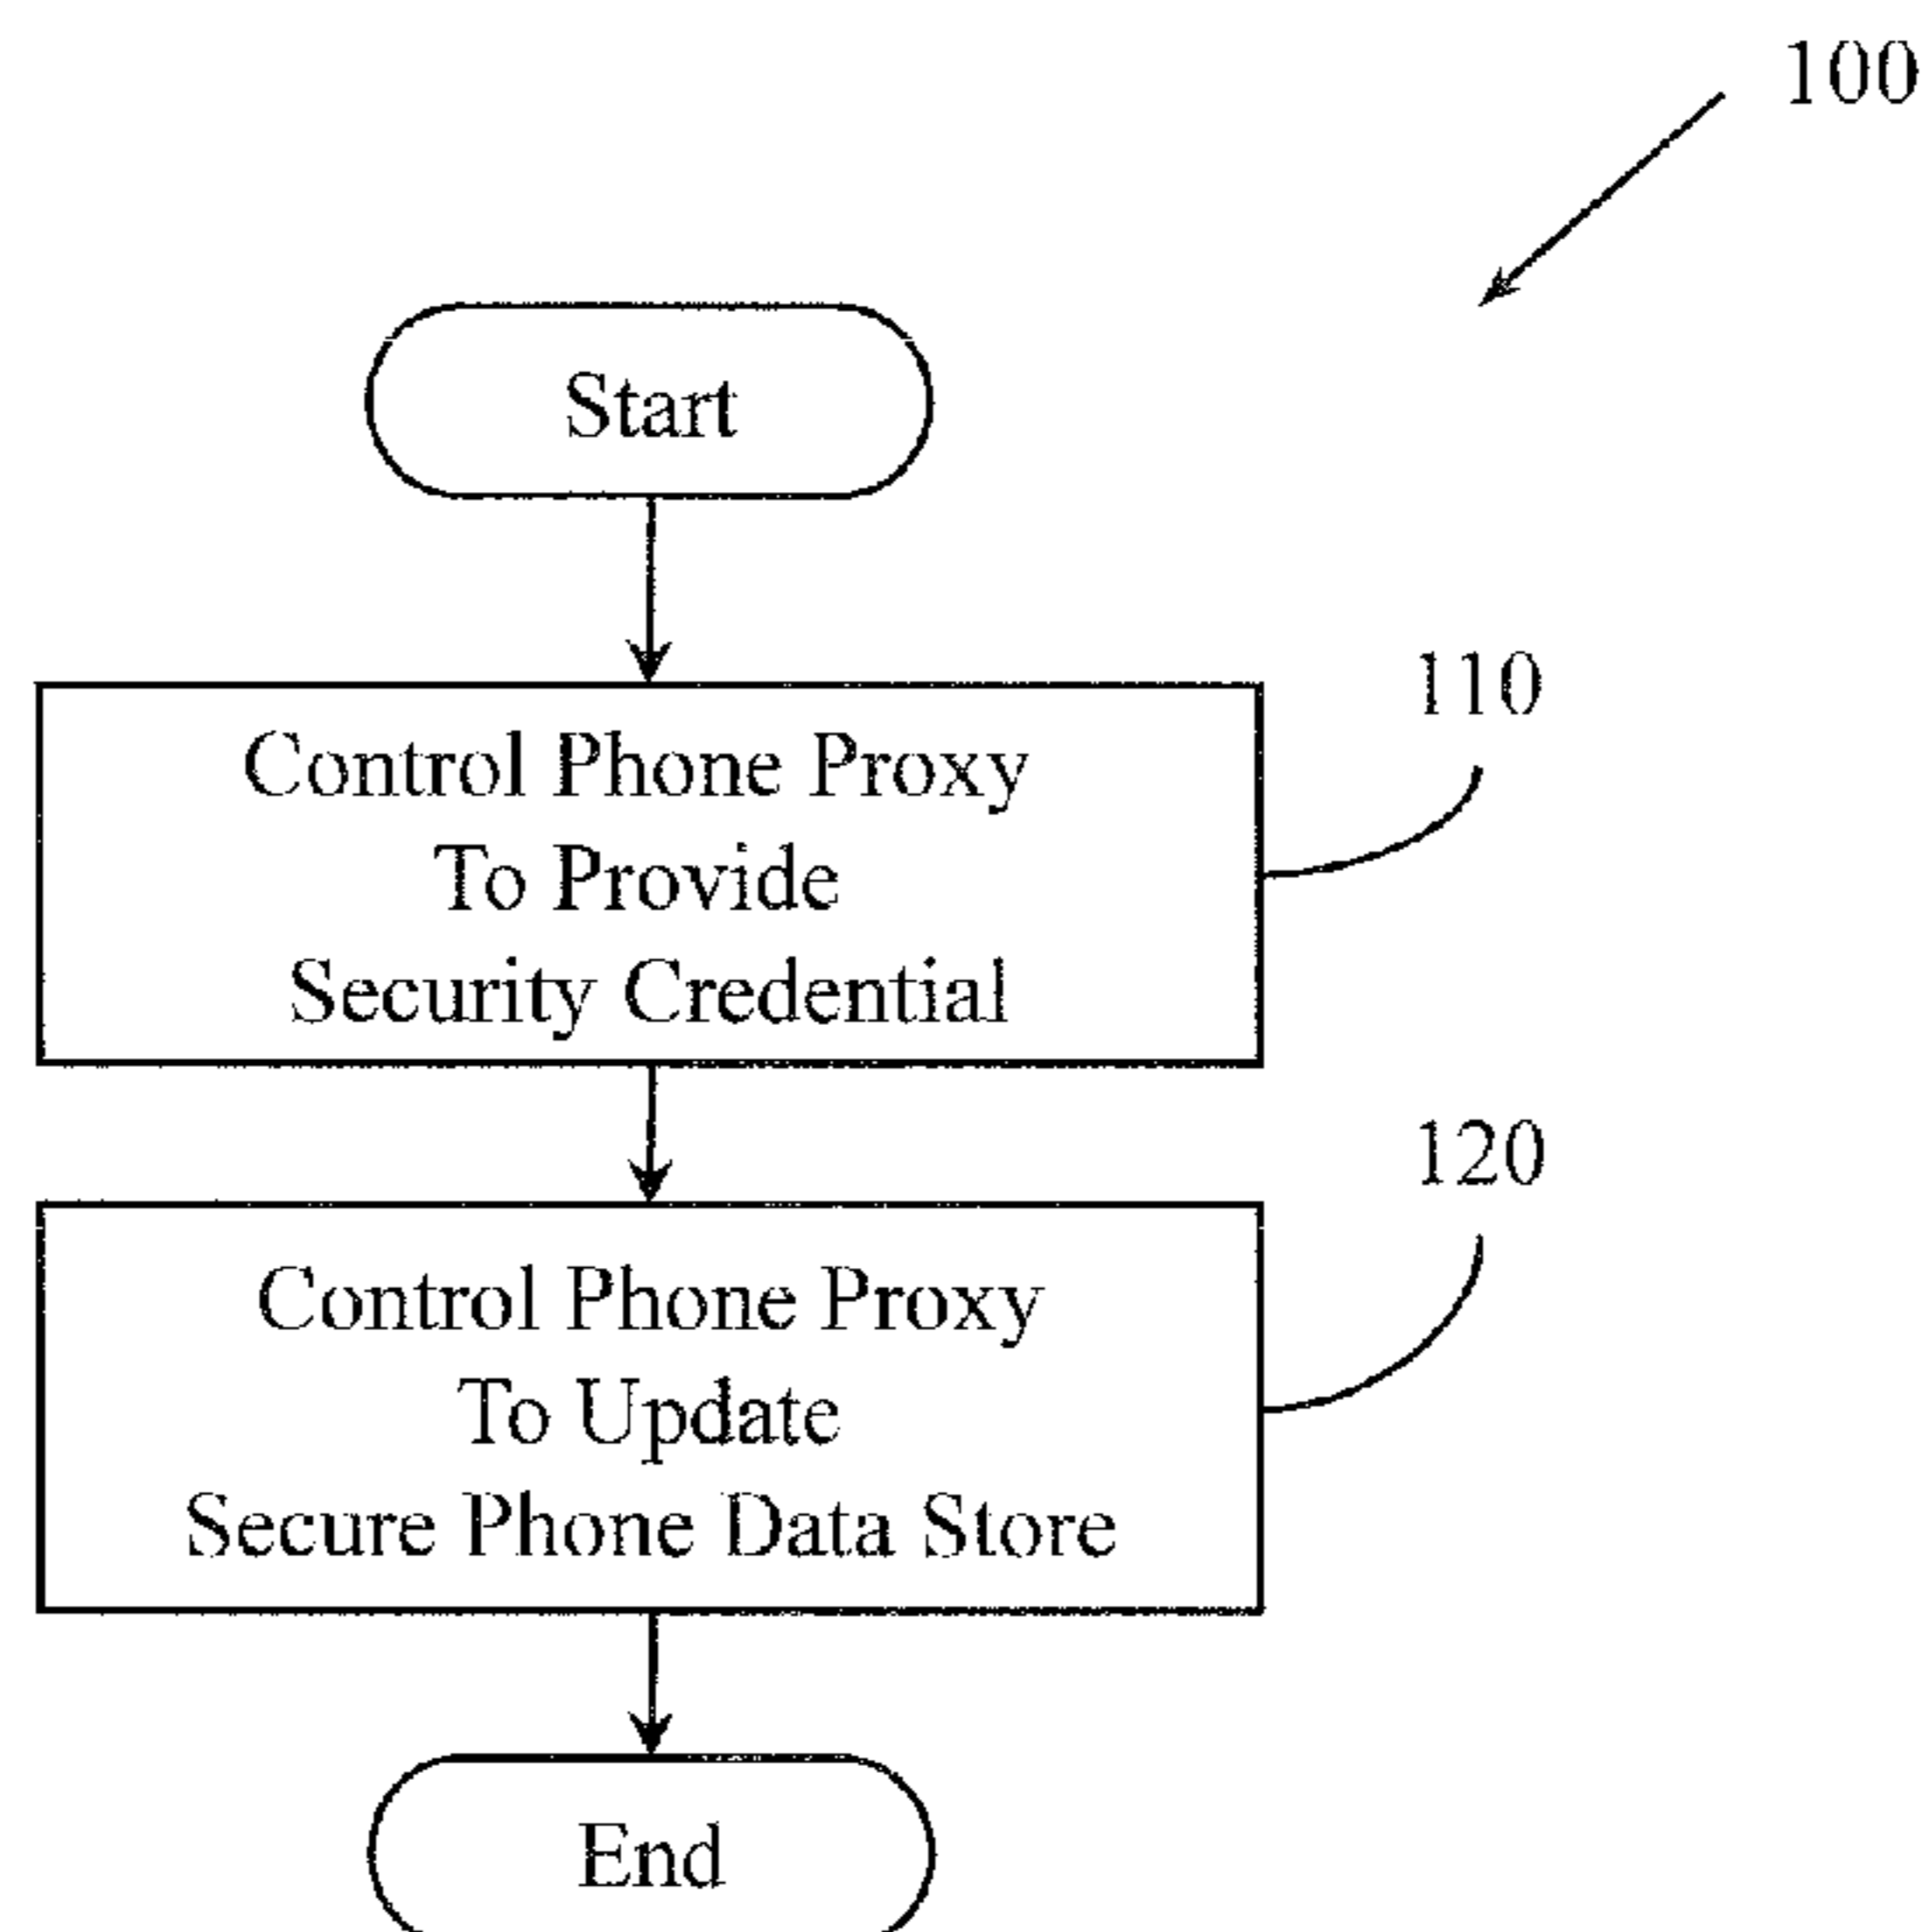 100
Start
110
Control Phone Proxy
To Provide
Security Credential
120
Control Phone Proxy
To Update
Secure Phone Data Store
End